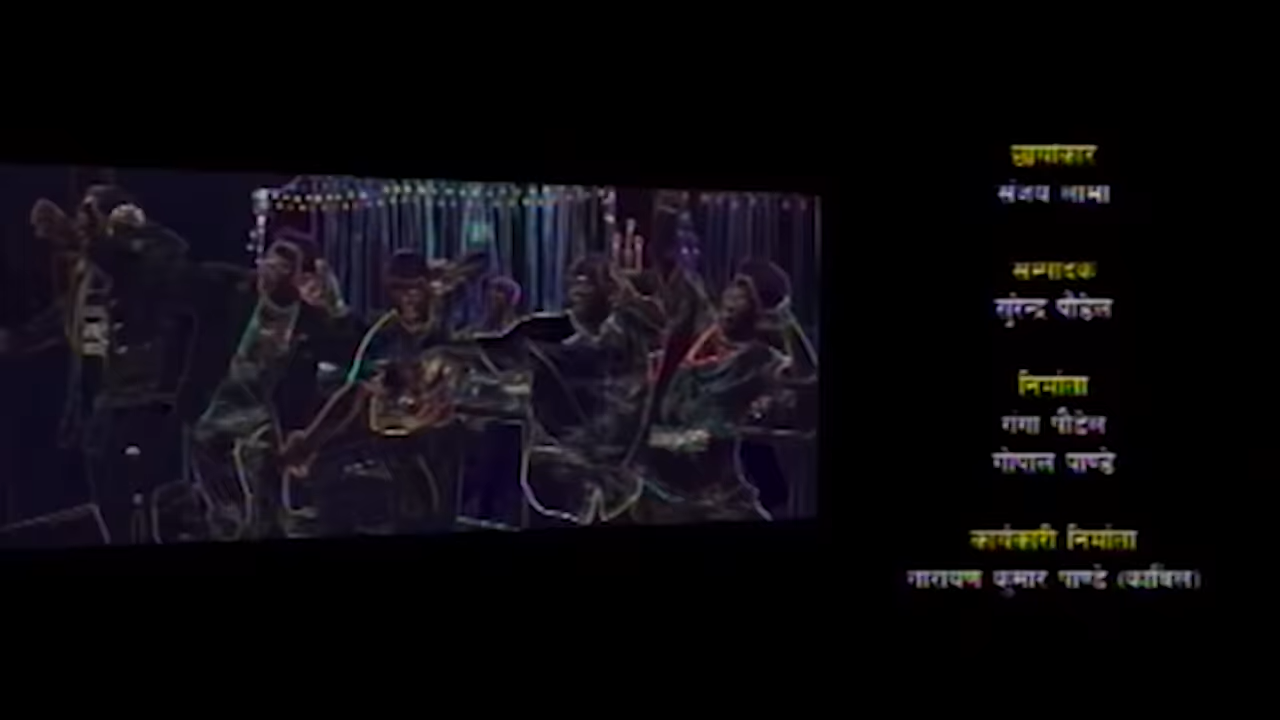 छायांकार
संजय लामा
सम्पादक
सुरेन्द्र पौडेल
निर्माता
गंगा पौडेल
गोपाल पाण्डे
कार्यकारी निर्माता
नारायण कुमार पाण्डे (काबिल)